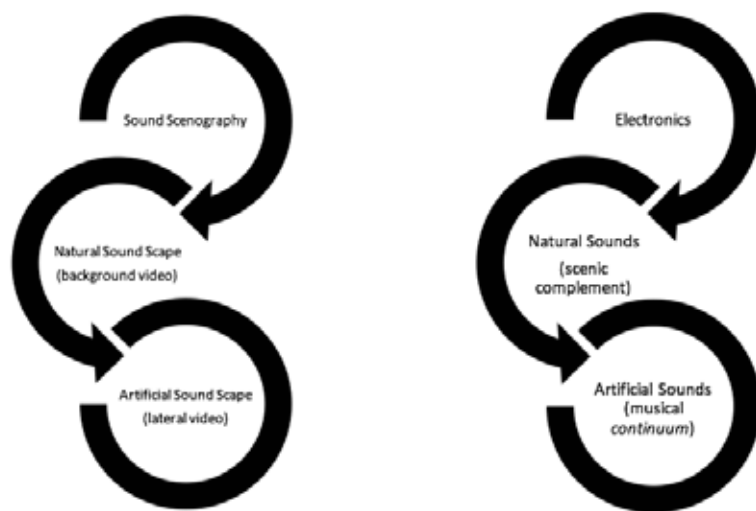 Sound Scenography
Natural Sound Scape
(background video)
Artificial Sound Scape
(lateral video)
Electronics
Natural Sounds
(scenic
complement)
Artificial Sounds
(musical
continuum)